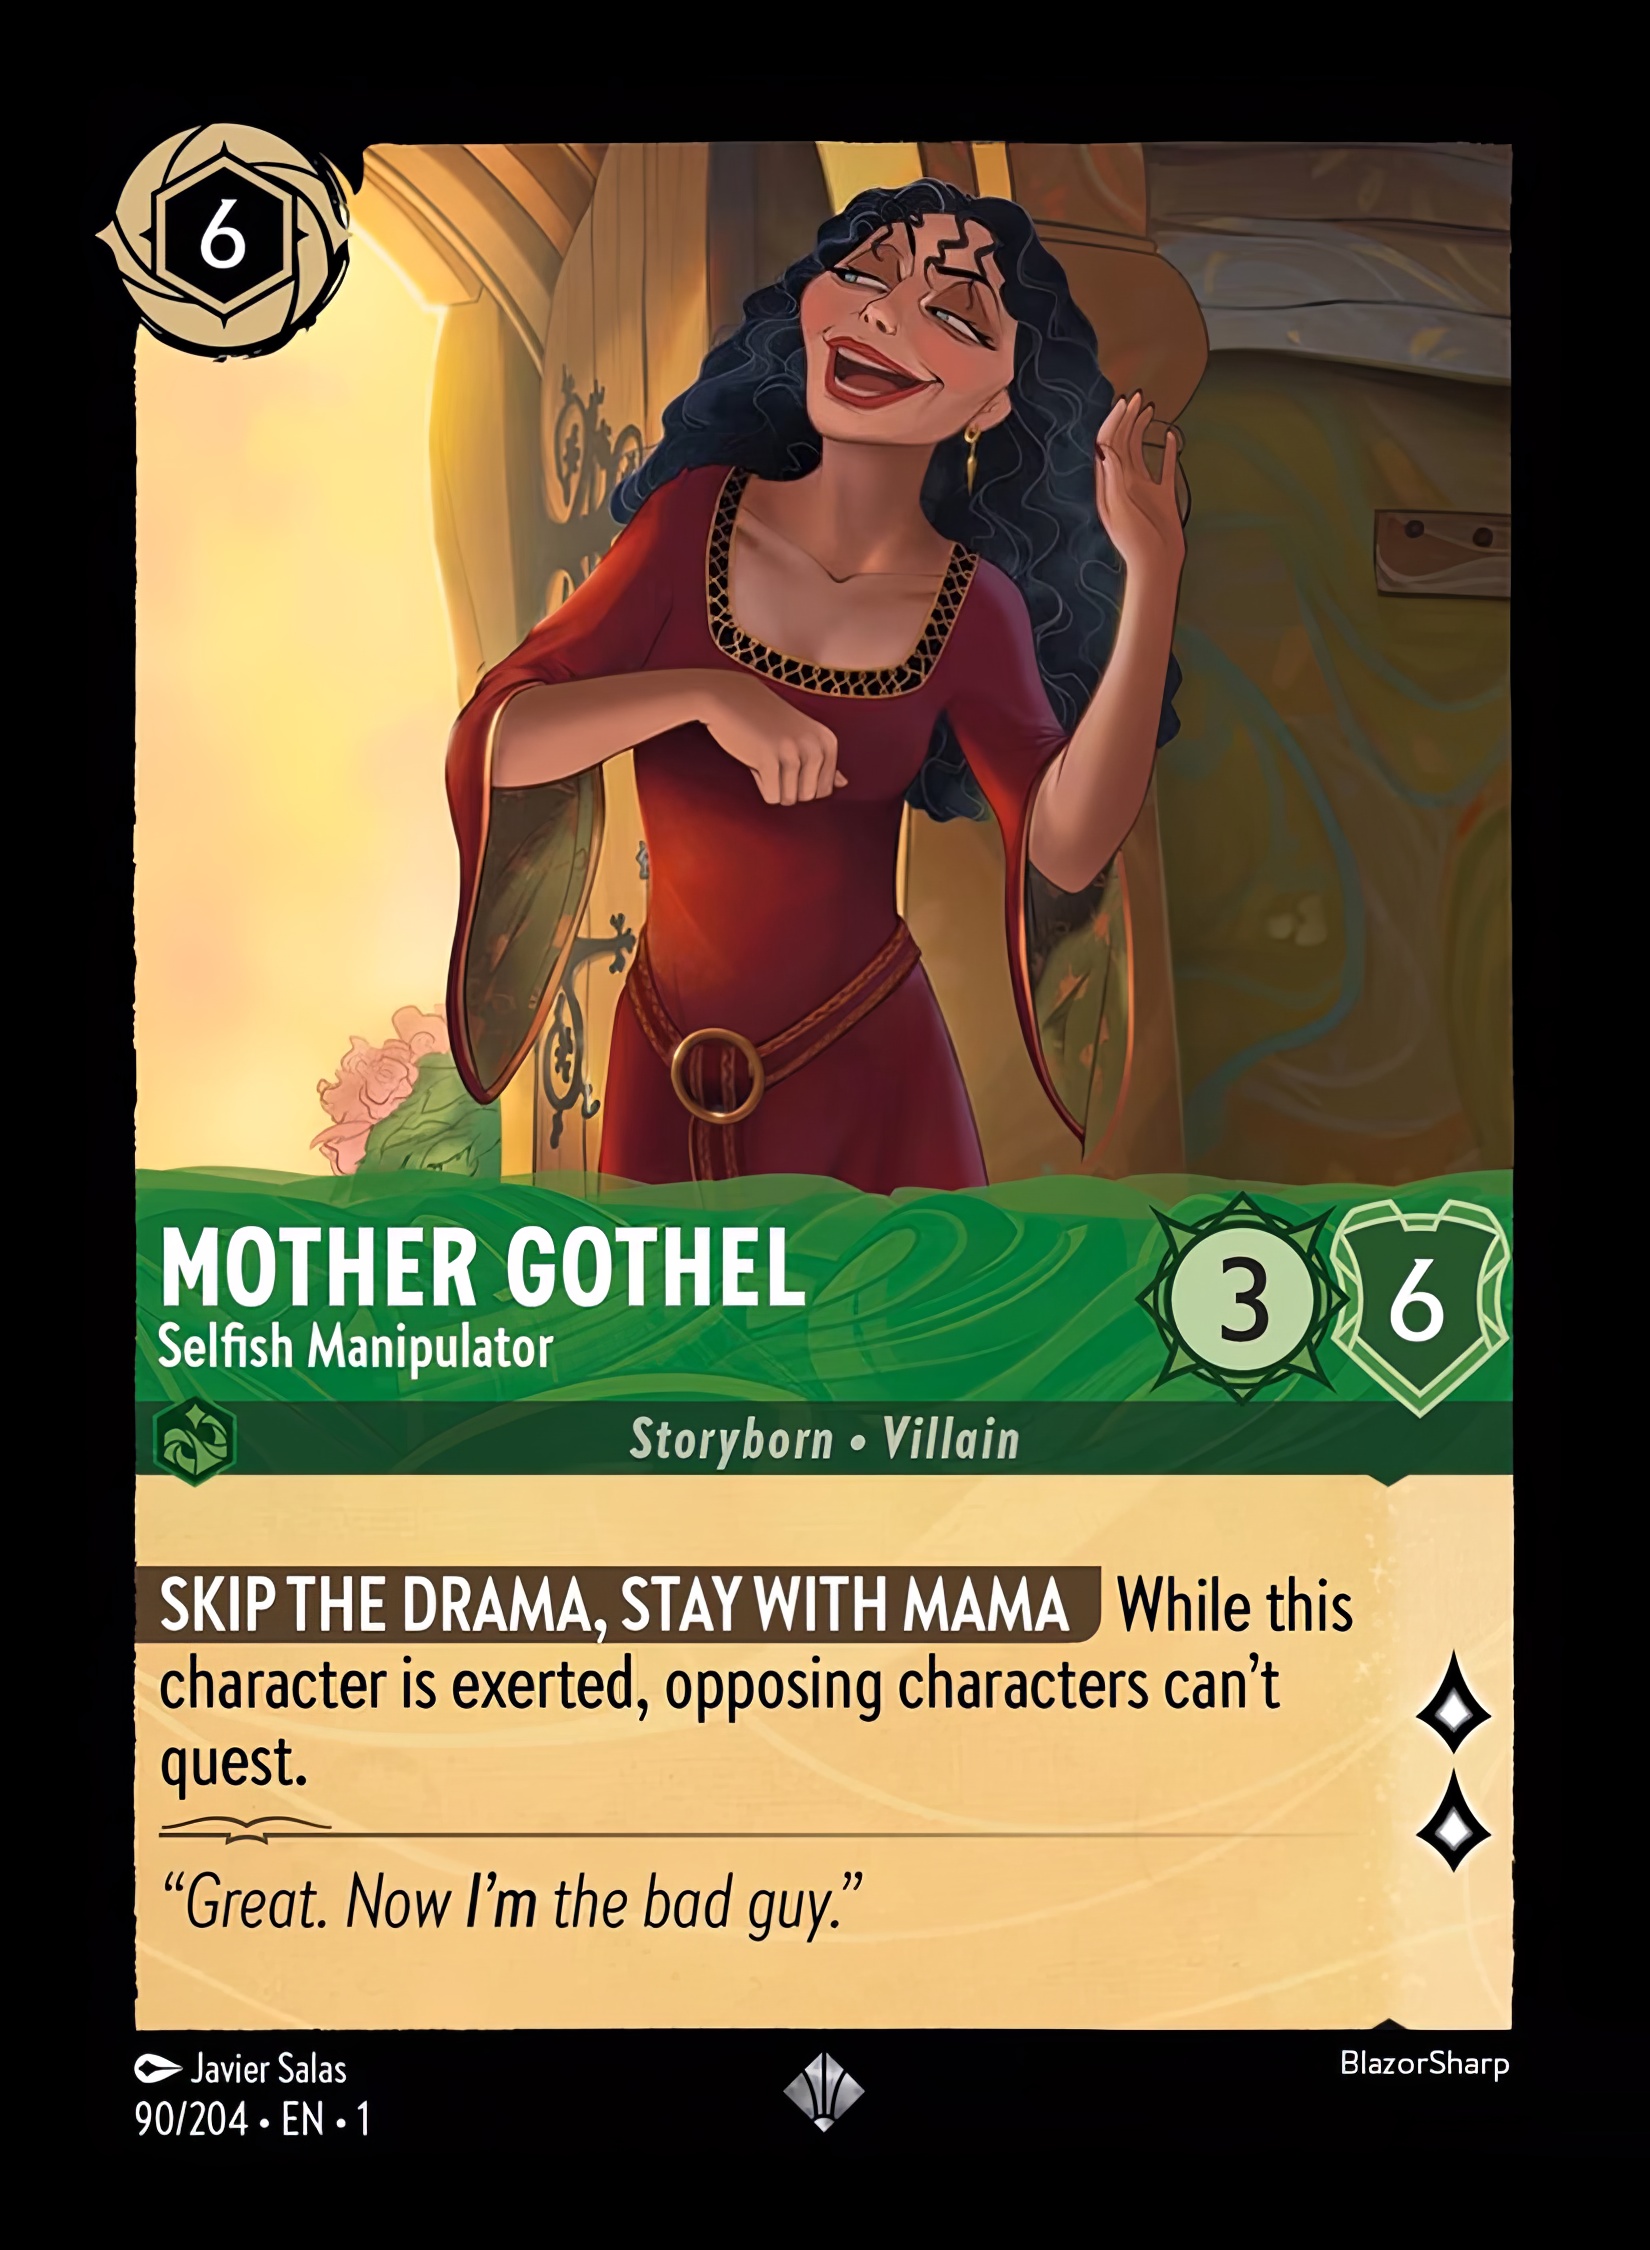 6
MOTHER GOTHEL
Selfish Manipulator
3
6
Storyborn • Villain
SKIP THE DRAMA, STAY WITH MAMA While this
character is exerted, opposing characters can’t
quest.
“Great. Now I’m the bad guy.”
Javier Salas
90/204 • EN • 1
BlazorSharp